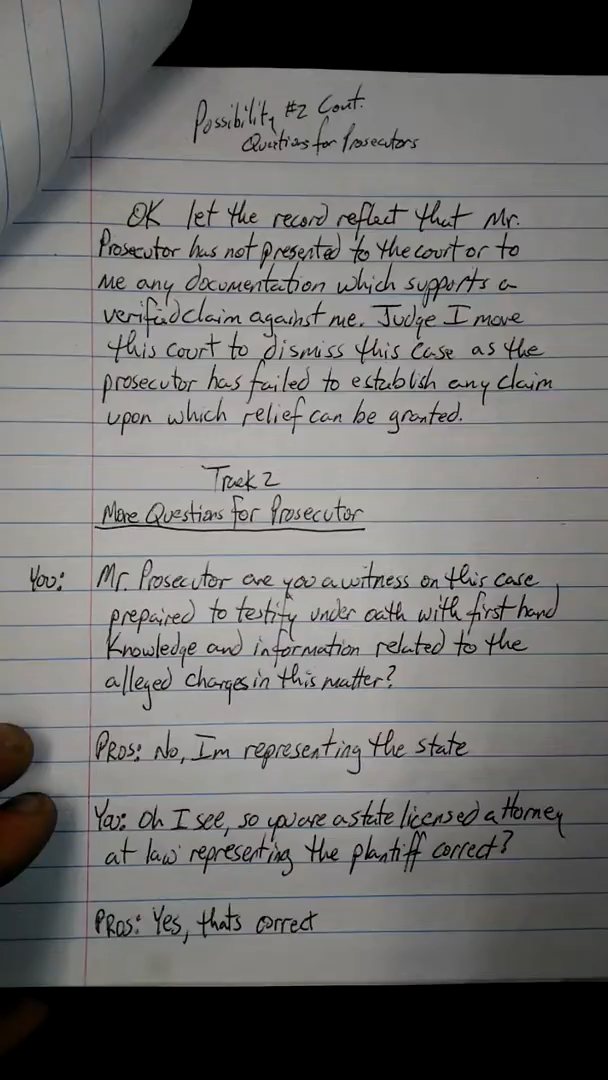 Possibility #2 Cont.
Questions for Prosecutors
OK let the record reflect that Mr.
Prosecutor has not presented to the court or to
me any documentation which supports a
verified claim against me. Judge I move
this court to dismiss this case as the
prosecutor has failed to establish any claim
upon which relief can be granted.
Track 2
More Questions for Prosecutor
You: Mr. Prosecutor are you a witness on this case
prepaired to testify under oath with first hand
knowledge and information related to the
alleged charges in this matter?
Pros: No, Im representing the state
You: Oh I see, so you are a state licensed attorney
at law representing the plantiff correct?
Pros: Yes, thats correct